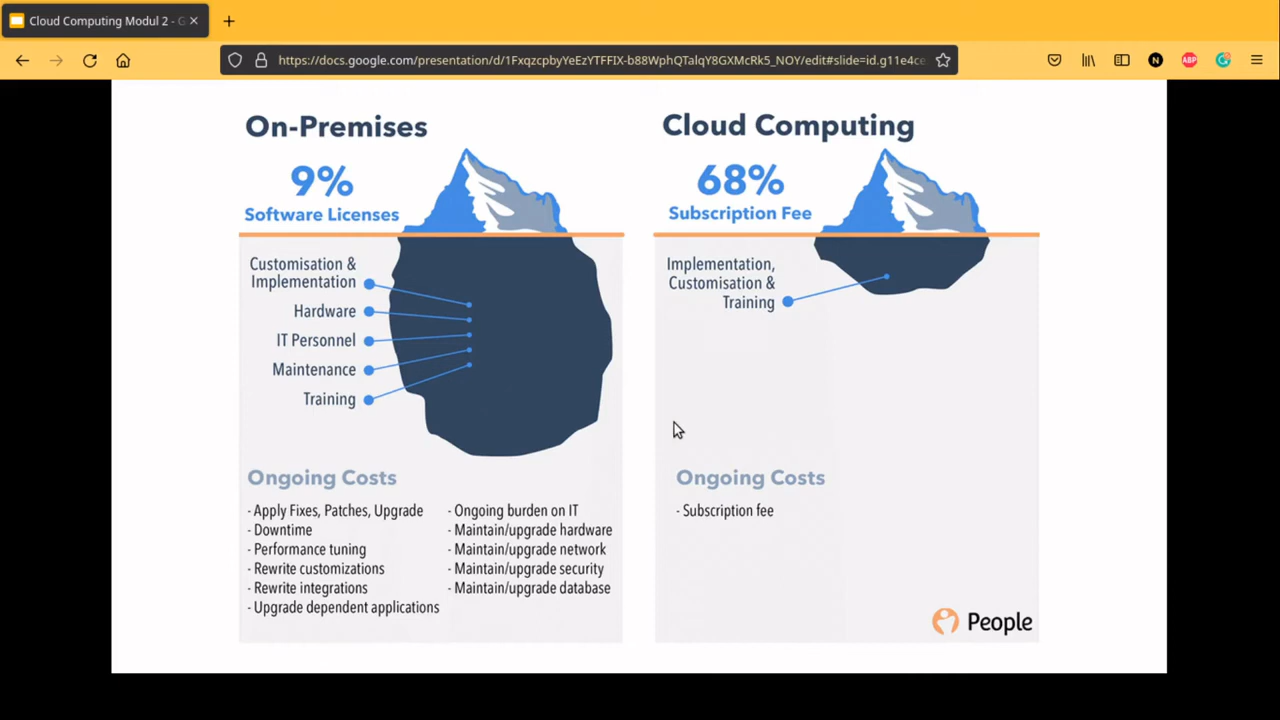 Cloud Computing Modul 2 - G
https://docs.google.com/presentation/d/1FxqzcpbyYeEzYTFFIX-b88WphQTalqY8GXMcRk5_NOY/edit#slide=id.g11e4ce
N
ABP
On-Premises
9%
Software Licenses
Customisation &
Implementation
Hardware
IT Personnel
Maintenance
Training
Ongoing Costs
- Apply Fixes, Patches, Upgrade
- Downtime
- Performance tuning
- Rewrite customizations
- Rewrite integrations
- Upgrade dependent applications
- Ongoing burden on IT
- Maintain/upgrade hardware
- Maintain/upgrade network
- Maintain/upgrade security
- Maintain/upgrade database
Cloud Computing
68%
Subscription Fee
Implementation,
Customisation &
Training
Ongoing Costs
- Subscription fee
People